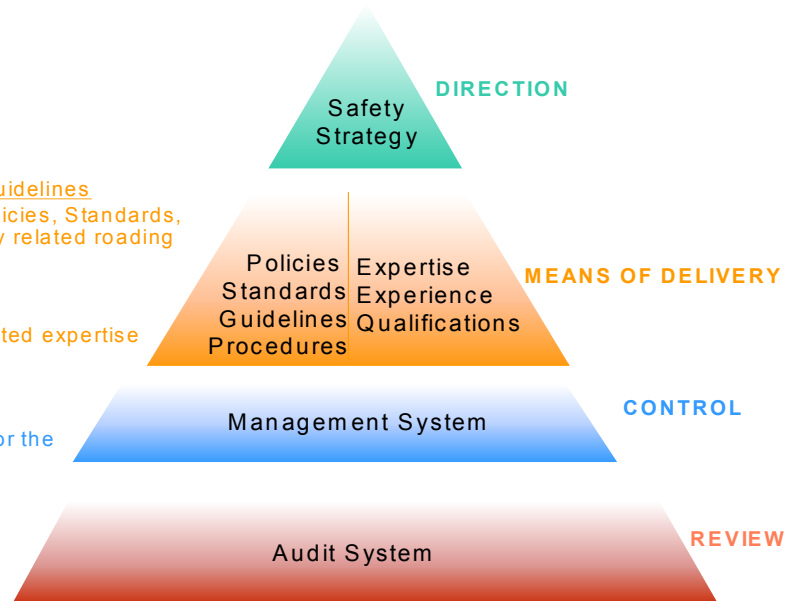 DIRECTION
Safety
Strategy
uidelines
icies, Standards,
y related roading
Policies
Standards
Guidelines
Procedures
Expertise
Experience
Qualifications
MEANS OF DELIVERY
ted expertise
CONTROL
Management System
or the
REVIEW
Audit System